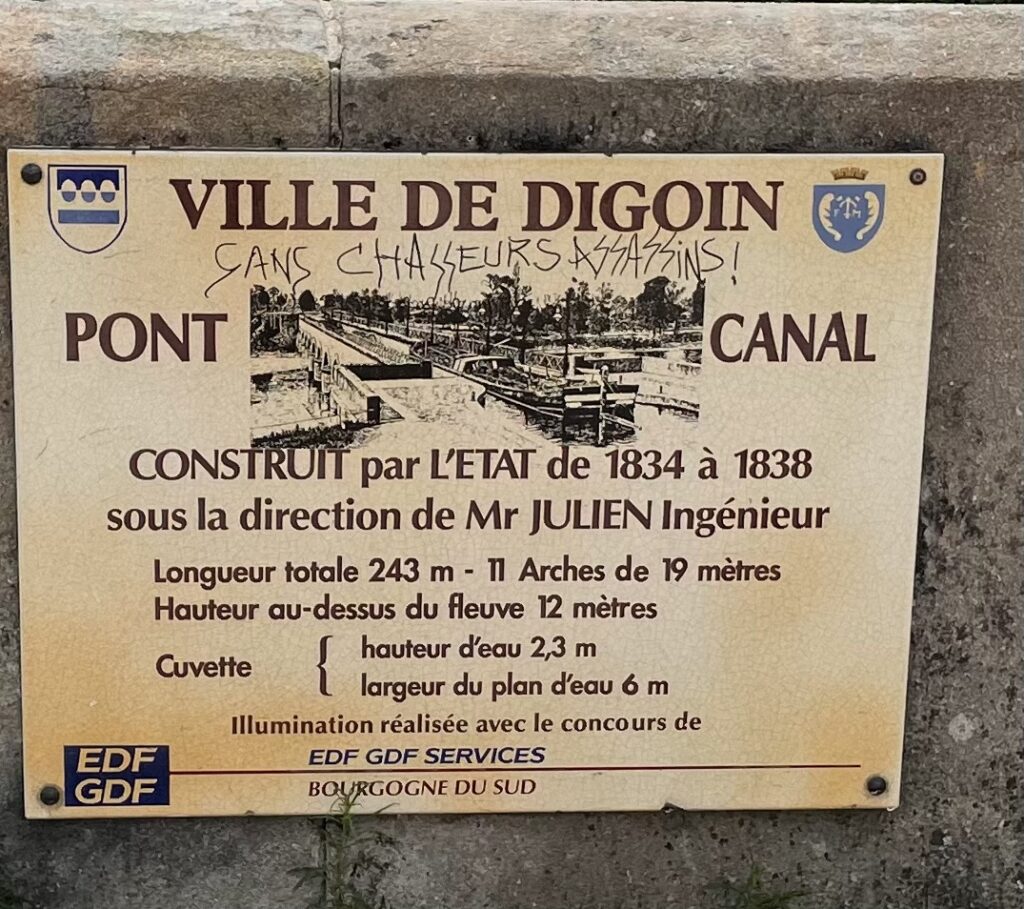 VILLE DE DIGOIN
SANS CHASSEURS ASSASSINS!
PONT CANAL
CONSTRUIT par L'ETAT de 1834 à 1838
sous la direction de Mr JULIEN Ingénieur
Longueur totale 243 m - 11 Arches de 19 mètres
Hauteur au-dessus du fleuve 12 mètres
Cuvette { hauteur d'eau 2,3 m
largeur du plan d'eau 6 m
Illumination réalisée avec le concours de
EDF GDF SERVICES
BOURGOGNE DU SUD
EDF
GDF
F M